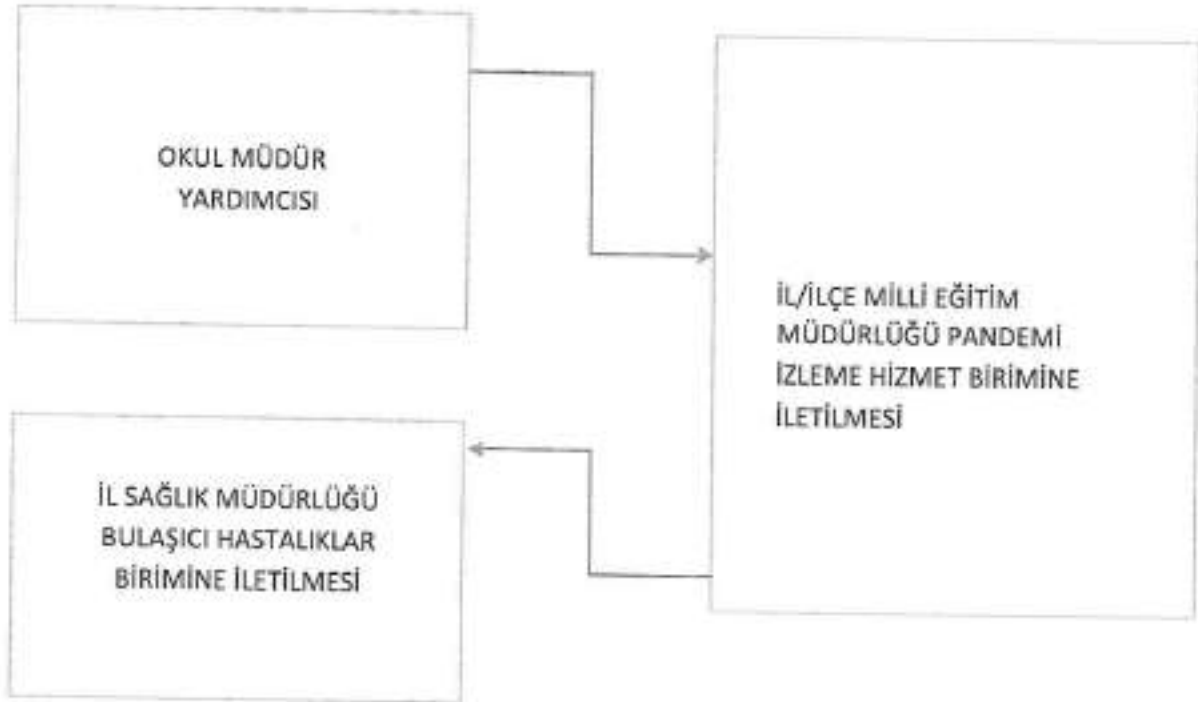 OKUL MÜDÜR
YARDIMCISI
İL/İLÇE MİLLİ EĞİTİM
MÜDÜRLÜĞÜ PANDEMİ
İZLEME HİZMET BİRİMİNE
İLETİLMESİ
İL SAĞLIK MÜDÜRLÜĞÜ
BULAŞICI HASTALIKLAR
BİRİMİNE İLETİLMESİ